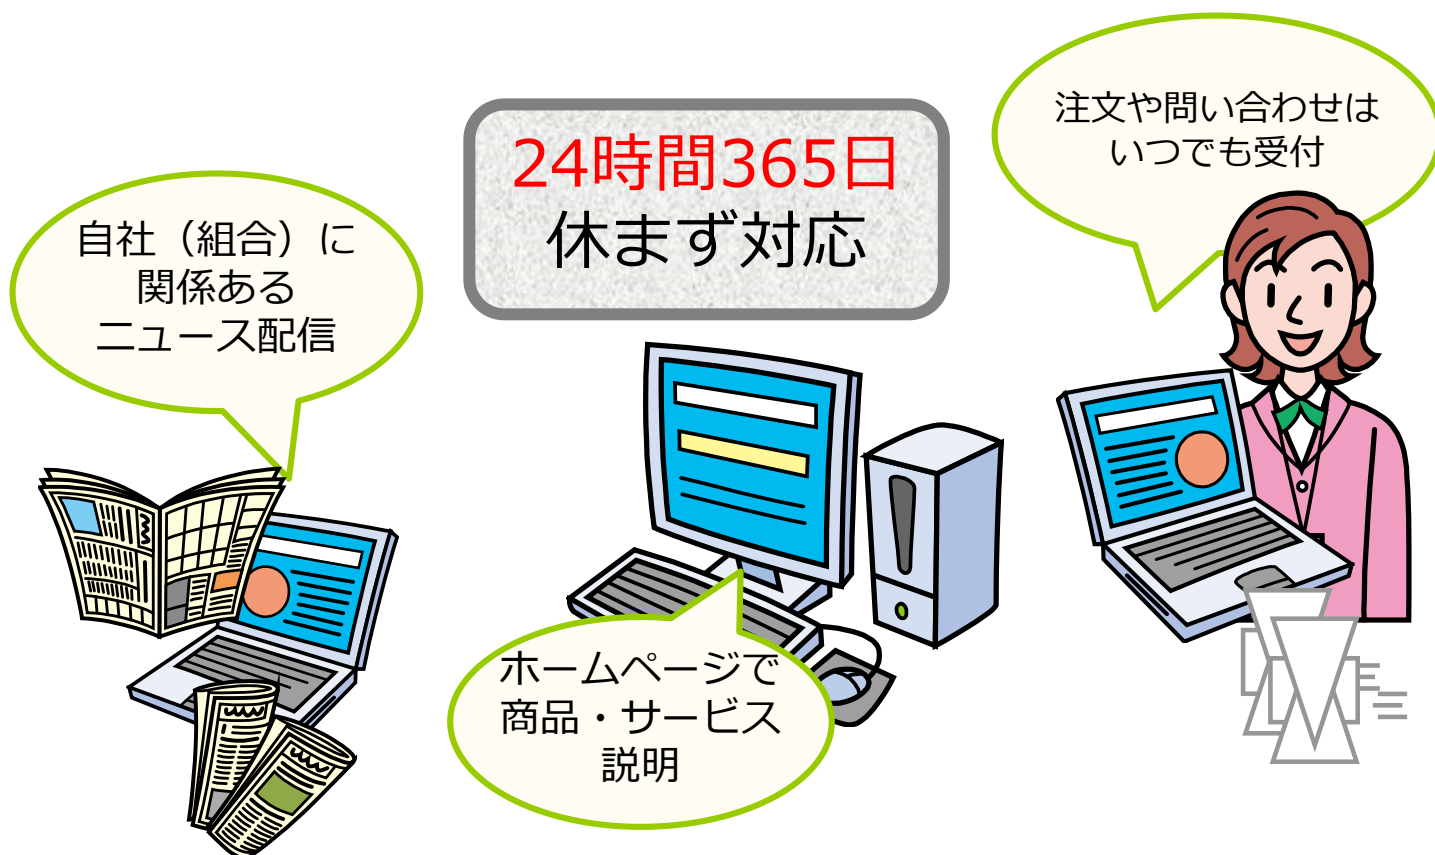 24時間365日
休まず対応
自社（組合）に
関係ある
ニュース配信
注文や問い合わせは
いつでも受付
ホームページで
商品・サービス
説明